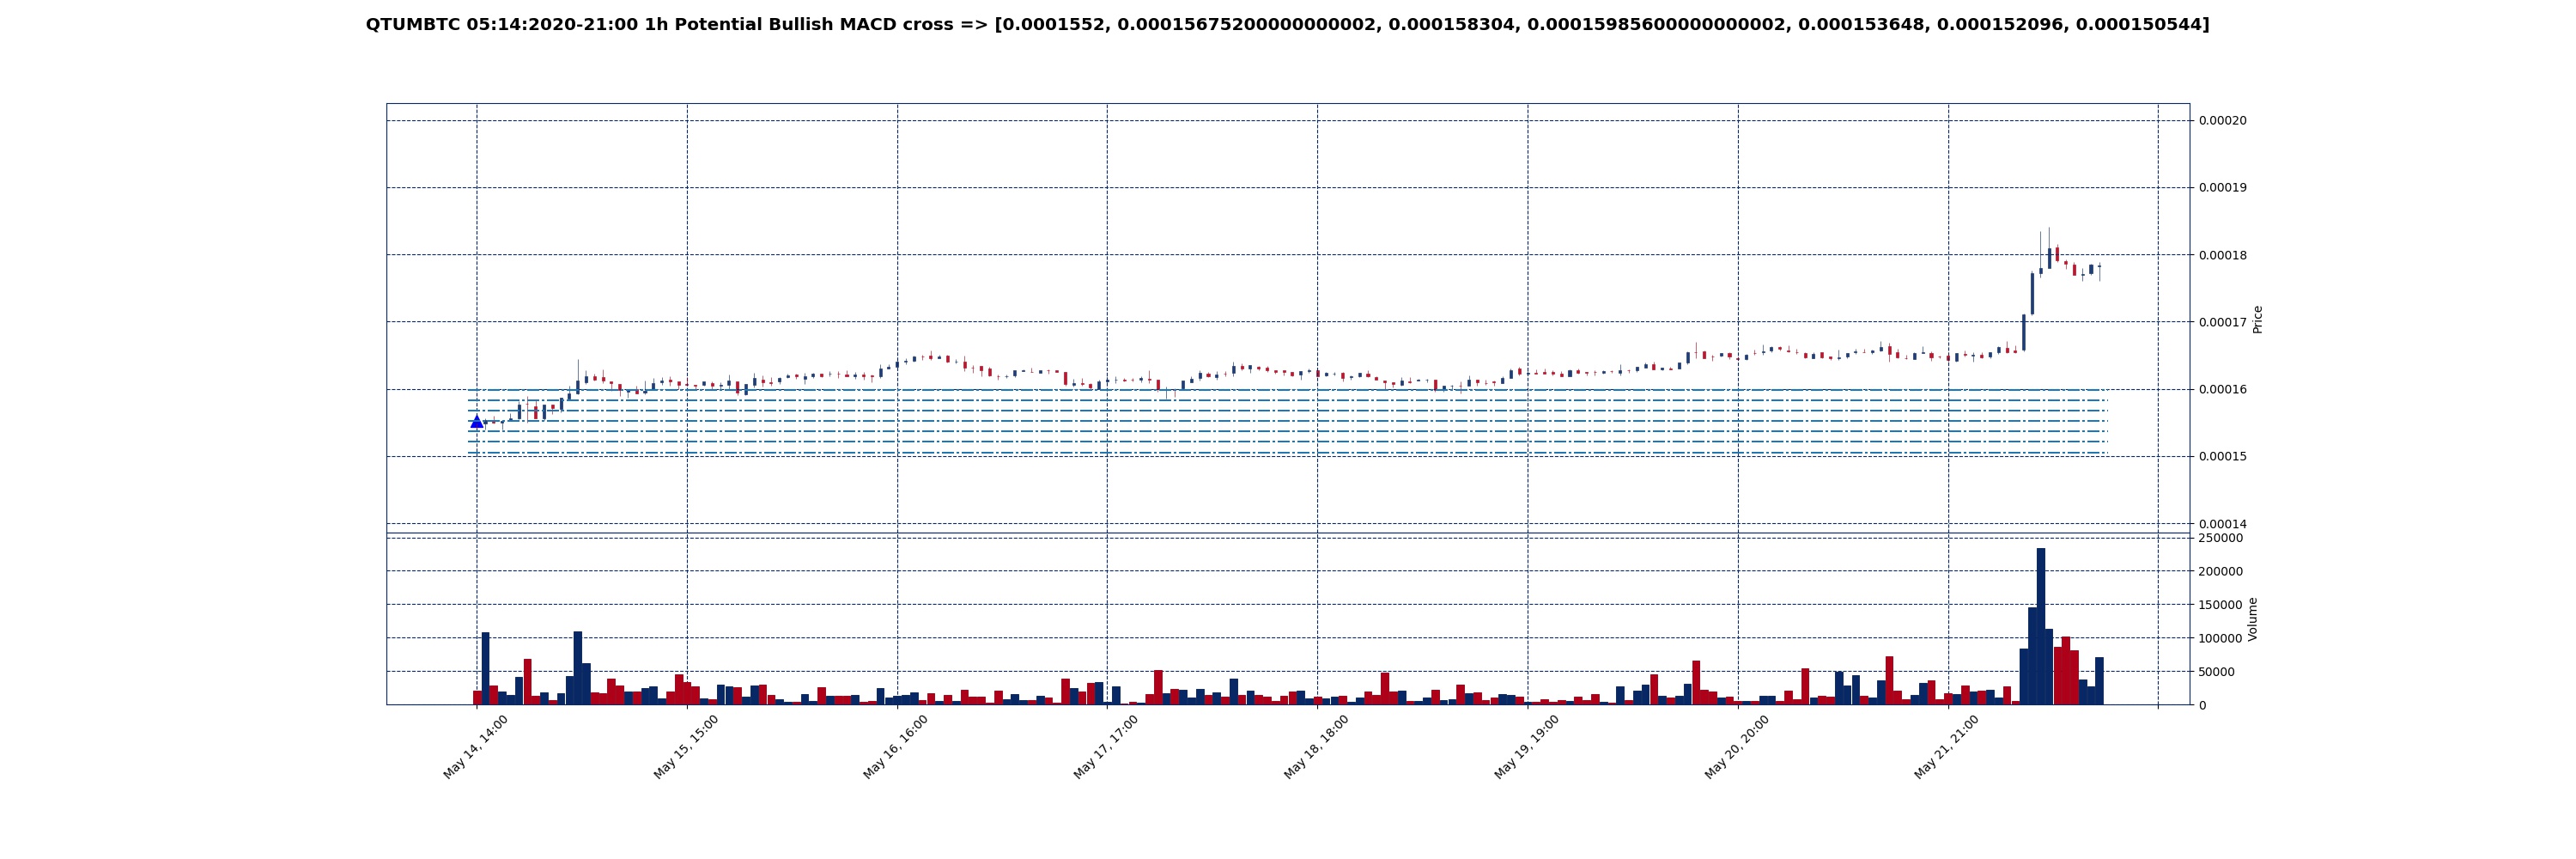 QTUMBTC 05:14:2020-21:00 1h Potential Bullish MACD cross => [0.0001552, 0.00015675200000000002, 0.000158304, 0.00015985600000000002, 0.000153648, 0.000152096, 0.000150544]
0.00020
0.00019
0.00018
0.00017
0.00016
0.00015
0.00014
Price
250000
200000
150000
100000
50000
0
Volume
May 14, 14:00
May 15, 15:00
May 16, 16:00
May 17, 17:00
May 18, 18:00
May 19, 19:00
May 20, 20:00
May 21, 21:00